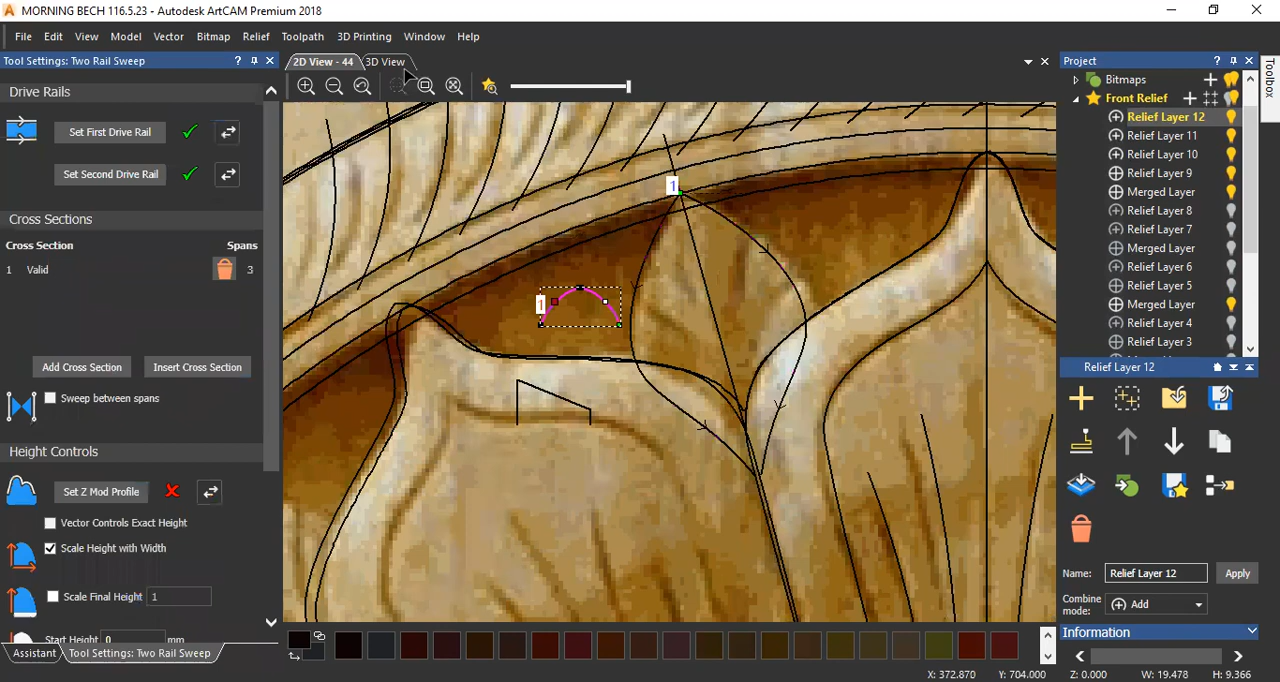 MORNING BECH 116.5.23 - Autodesk ArtCAM Premium 2018
File Edit View Model Vector Bitmap Relief Toolpath 3D Printing Window Help
Tool Settings: Two Rail Sweep
2D View - 44
3D View
Project
Toolbox
Drive Rails
Set First Drive Rail
Set Second Drive Rail
Cross Sections
Cross Section Spans
1 Valid 3
Add Cross Section
Insert Cross Section
Sweep between spans
Height Controls
Set Z Mod Profile
Vector Controls Exact Height
Scale Height with Width
Scale Final Height 1
Start Height 0 mm
Assistant
Tool Settings: Two Rail Sweep
1
1
Bitmaps
Front Relief
Relief Layer 12
Relief Layer 11
Relief Layer 10
Relief Layer 9
Merged Layer
Relief Layer 8
Relief Layer 7
Merged Layer
Relief Layer 6
Relief Layer 5
Merged Layer
Relief Layer 4
Relief Layer 3
Relief Layer 12
Name: Relief Layer 12 Apply
Combine mode: Add
Information
X: 372.870 Y: 704.000 Z: 0.000 W: 19.478 H: 9.366